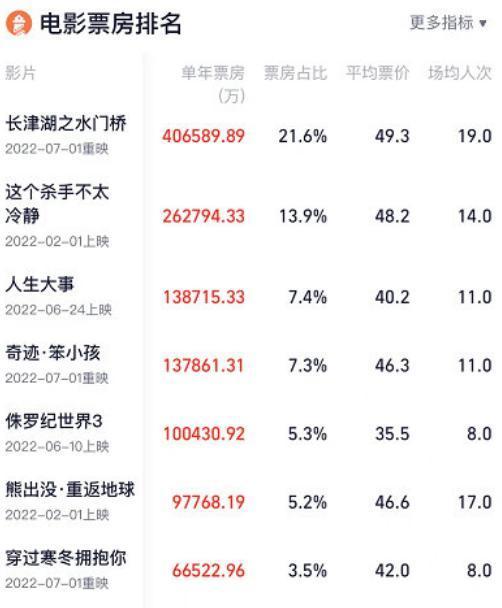 电影票房排名 更多指标 ▼
影片 单年票房 票房占比 平均票价 场均人次
(万)
长津湖之水门桥
2022-07-01重映
406589.89 21.6% 49.3 19.0
这个杀手不太
冷静
2022-02-01上映
262794.33 13.9% 48.2 14.0
人生大事
2022-06-24上映
138715.33 7.4% 40.2 11.0
奇迹·笨小孩
2022-07-01重映
137861.31 7.3% 46.3 11.0
侏罗纪世界3
2022-06-10上映
100430.92 5.3% 35.5 8.0
熊出没·重返地球
2022-02-01上映
97768.19 5.2% 46.6 17.0
穿过寒冬拥抱你
2022-07-01重映
66522.96 3.5% 42.0 8.0